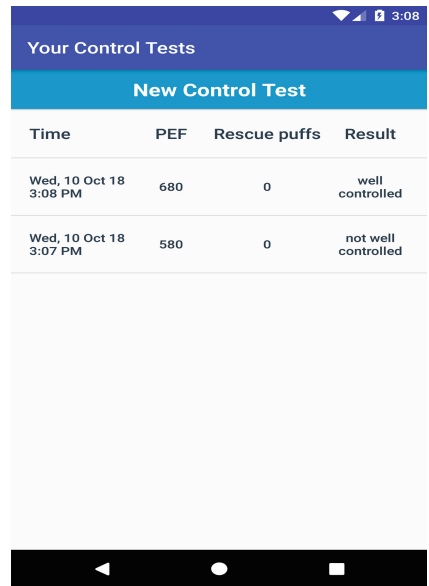 3:08
Your Control Tests
New Control Test
Time PEF Rescue puffs Result
Wed, 10 Oct 18 680 0 well
3:08 PM controlled
Wed, 10 Oct 18 580 0 not well
3:07 PM controlled